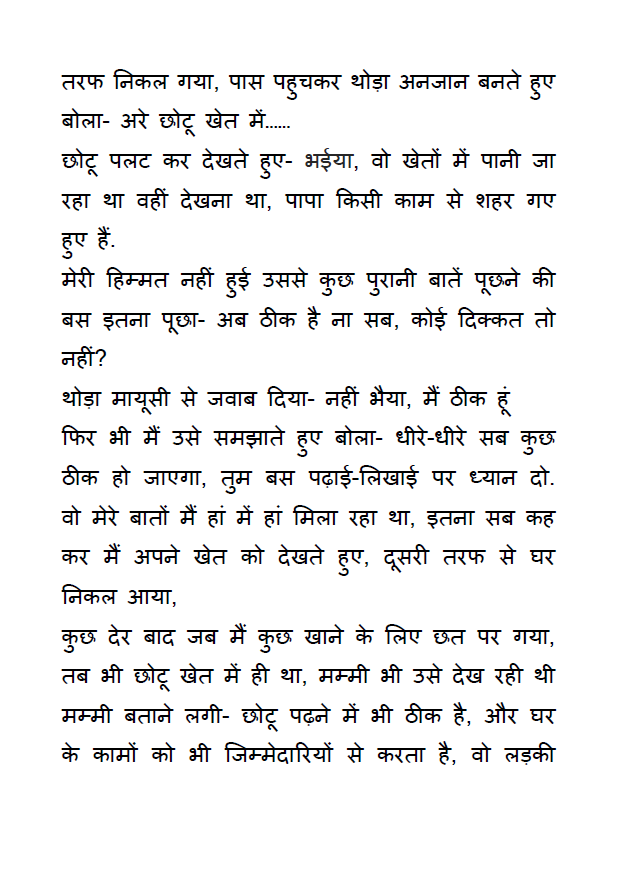 तरफ निकल गया, पास पहुचकर थोड़ा अनजान बनते हुए
बोला- अरे छोटू खेत में......
छोटू पलट कर देखते हुए- भईया, वो खेतों में पानी जा
रहा था वहीं देखना था, पापा किसी काम से शहर गए
हुए हैं.
मेरी हिम्मत नहीं हुई उससे कुछ पुरानी बातें पूछने की
बस इतना पूछा- अब ठीक है ना सब, कोई दिक्कत तो
नहीं?
थोड़ा मायूसी से जवाब दिया- नहीं भैया, मैं ठीक हूं
फिर भी मैं उसे समझाते हुए बोला- धीरे-धीरे सब कुछ
ठीक हो जाएगा, तुम बस पढ़ाई-लिखाई पर ध्यान दो.
वो मेरे बातों मैं हां में हां मिला रहा था, इतना सब कह
कर मैं अपने खेत को देखते हुए, दूसरी तरफ से घर
निकल आया,
कुछ देर बाद जब मैं कुछ खाने के लिए छत पर गया,
तब भी छोटू खेत में ही था, मम्मी भी उसे देख रही थी
मम्मी बताने लगी- छोटू पढ़ने में भी ठीक है, और घर
के कामों को भी जिम्मेदारियों से करता है, वो लड़की